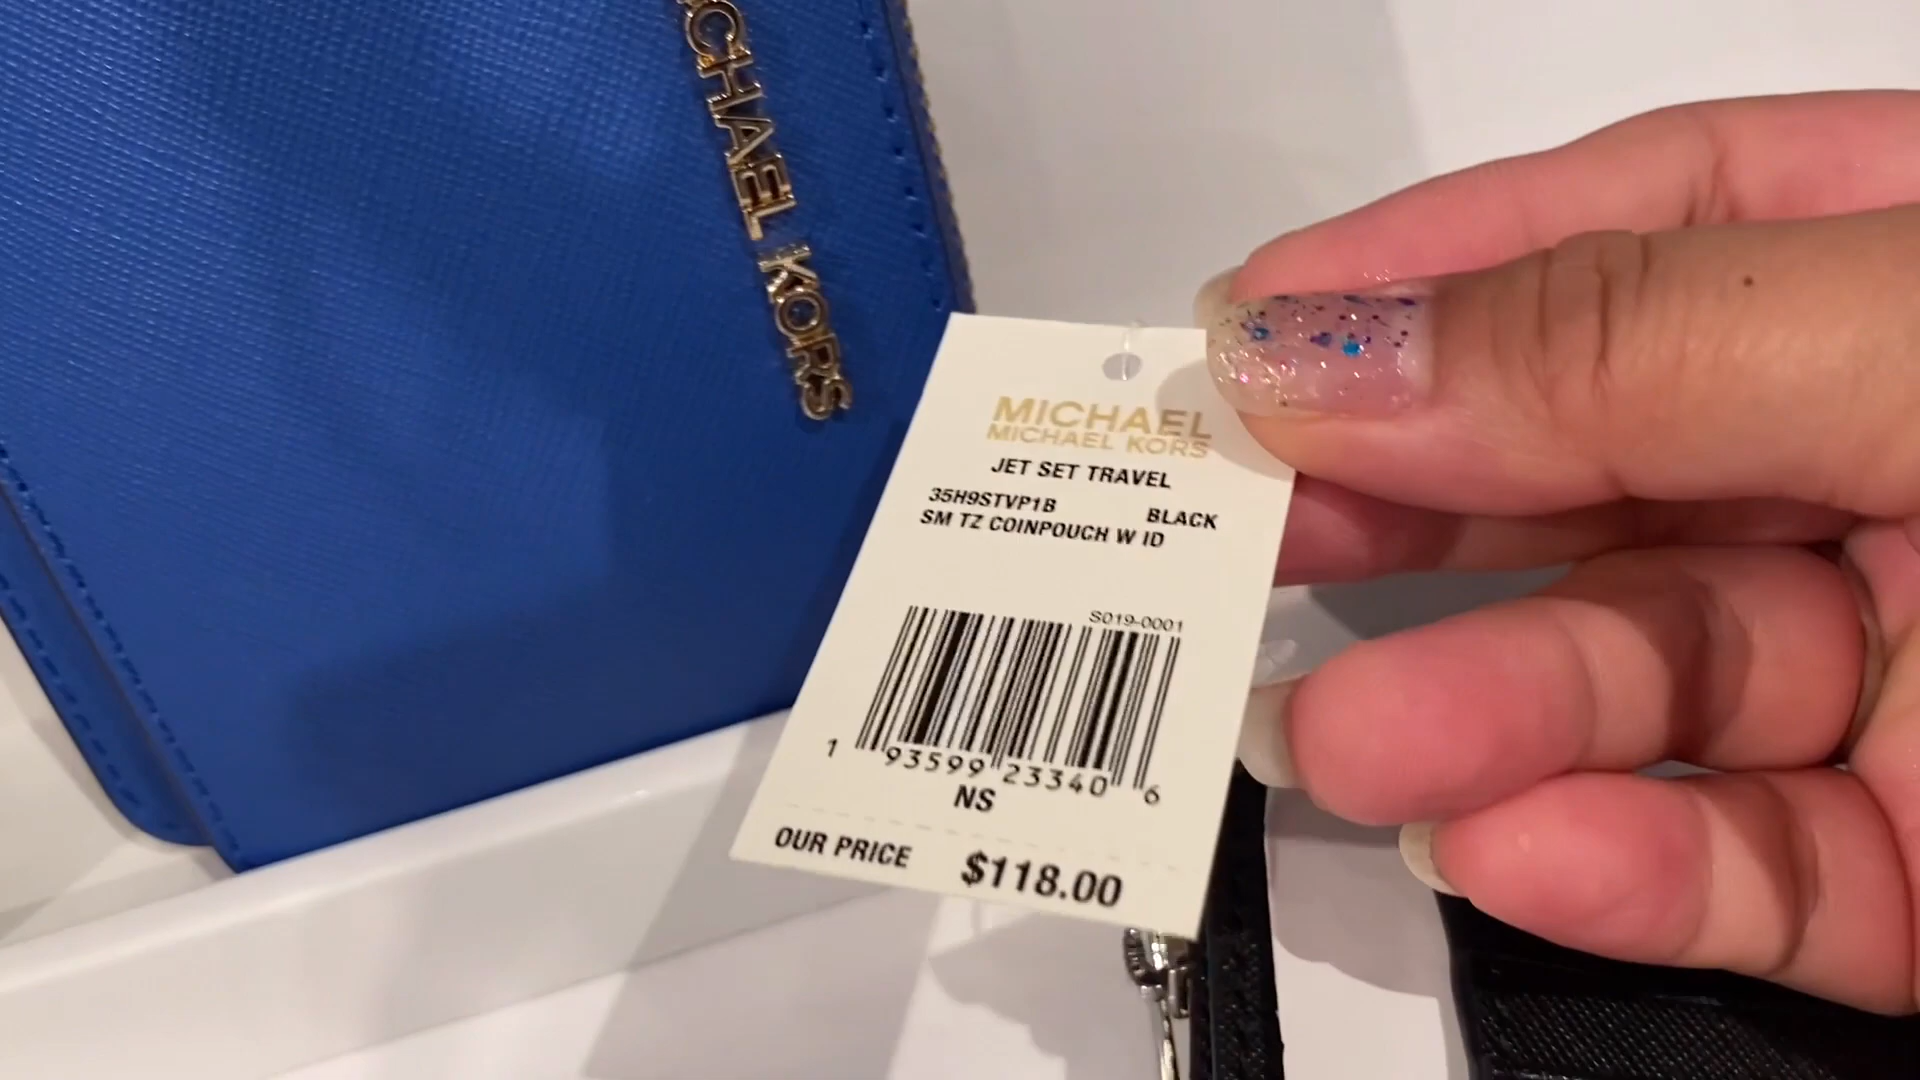 CHAEL KORS
MICHAEL
MICHAEL KORS
JET SET TRAVEL
35H9STVP1B BLACK
SM TZ COINPOUCH W ID
S019-0001
1 93599 23340 6
NS
OUR PRICE $118.00